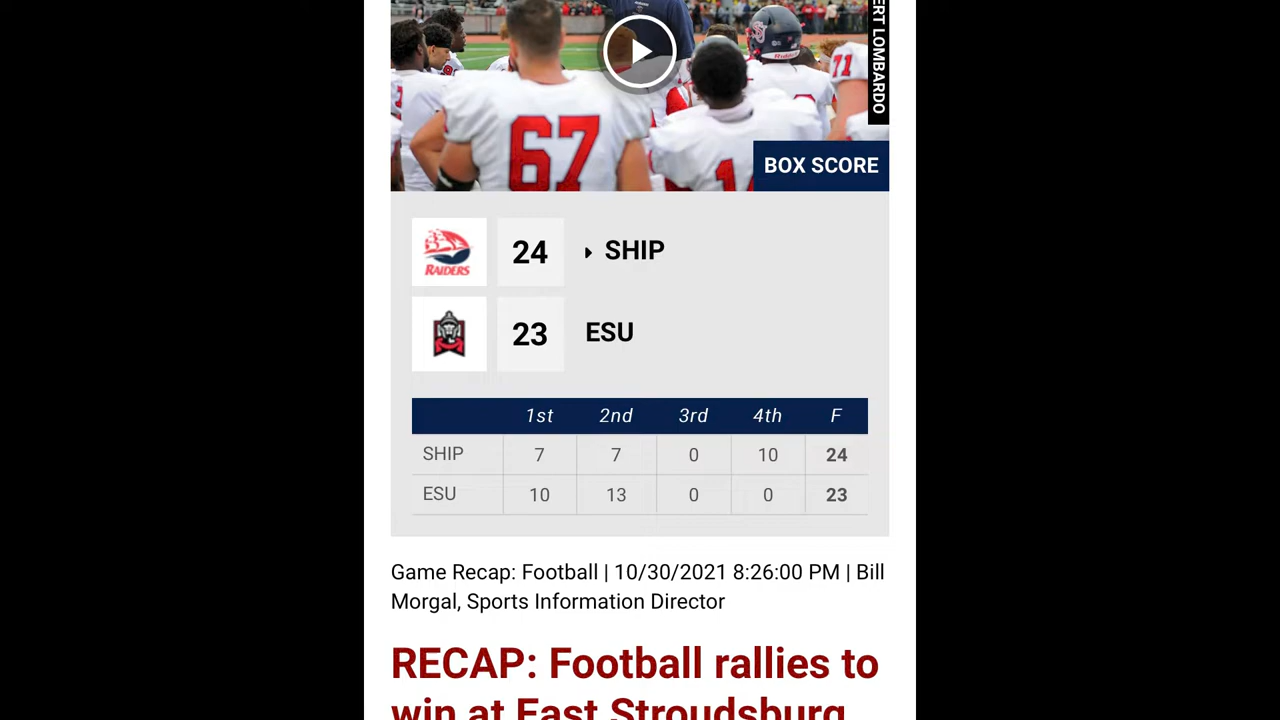 ERT LOMBARDO
71
67
BOX SCORE
RAIDERS
24 SHIP
23 ESU
1st 2nd 3rd 4th F
SHIP 7 7 0 10 24
ESU 10 13 0 0 23
Game Recap: Football | 10/30/2021 8:26:00 PM | Bill
Morgal, Sports Information Director
RECAP: Football rallies to
win at East Stroudsburg